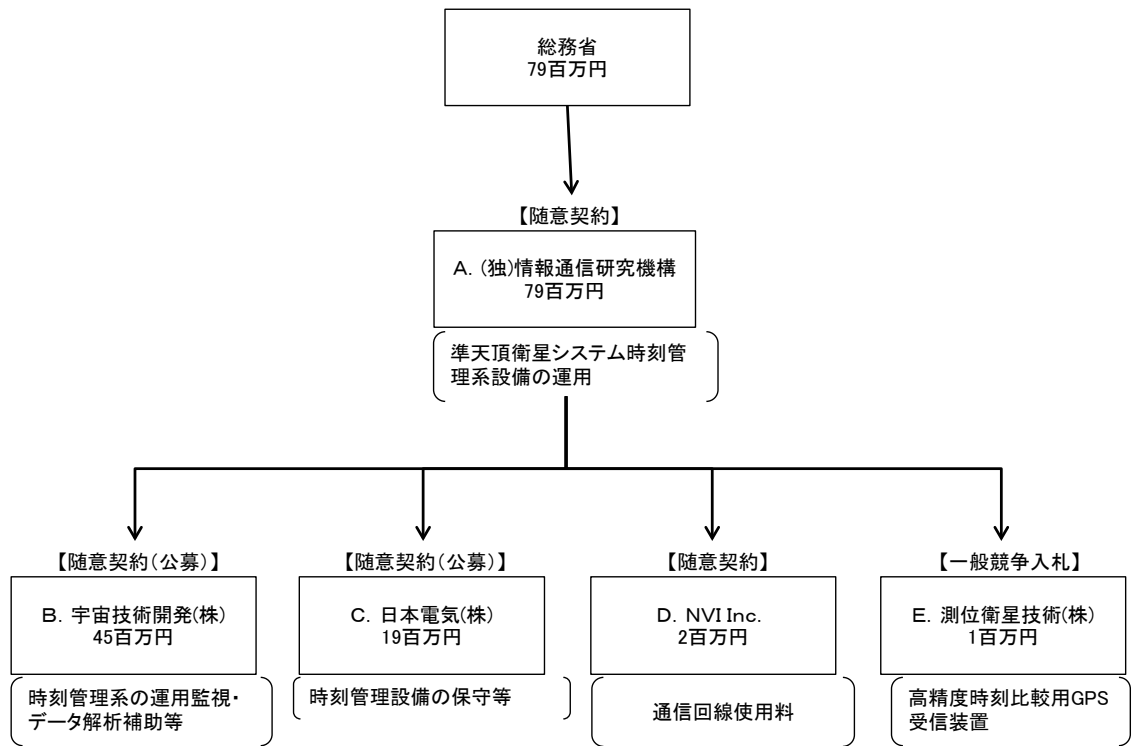 総務省
79百万円
【随意契約】
A. (独)情報通信研究機構
79百万円
準天頂衛星システム時刻管
理系設備の運用
【随意契約(公募)】
B. 宇宙技術開発(株)
45百万円
時刻管理系の運用監視・
データ解析補助等
【随意契約(公募)】
C. 日本電気(株)
19百万円
時刻管理設備の保守等
【随意契約】
D. NVI Inc.
2百万円
通信回線使用料
【一般競争入札】
E. 測位衛星技術(株)
1百万円
高精度時刻比較用GPS
受信装置